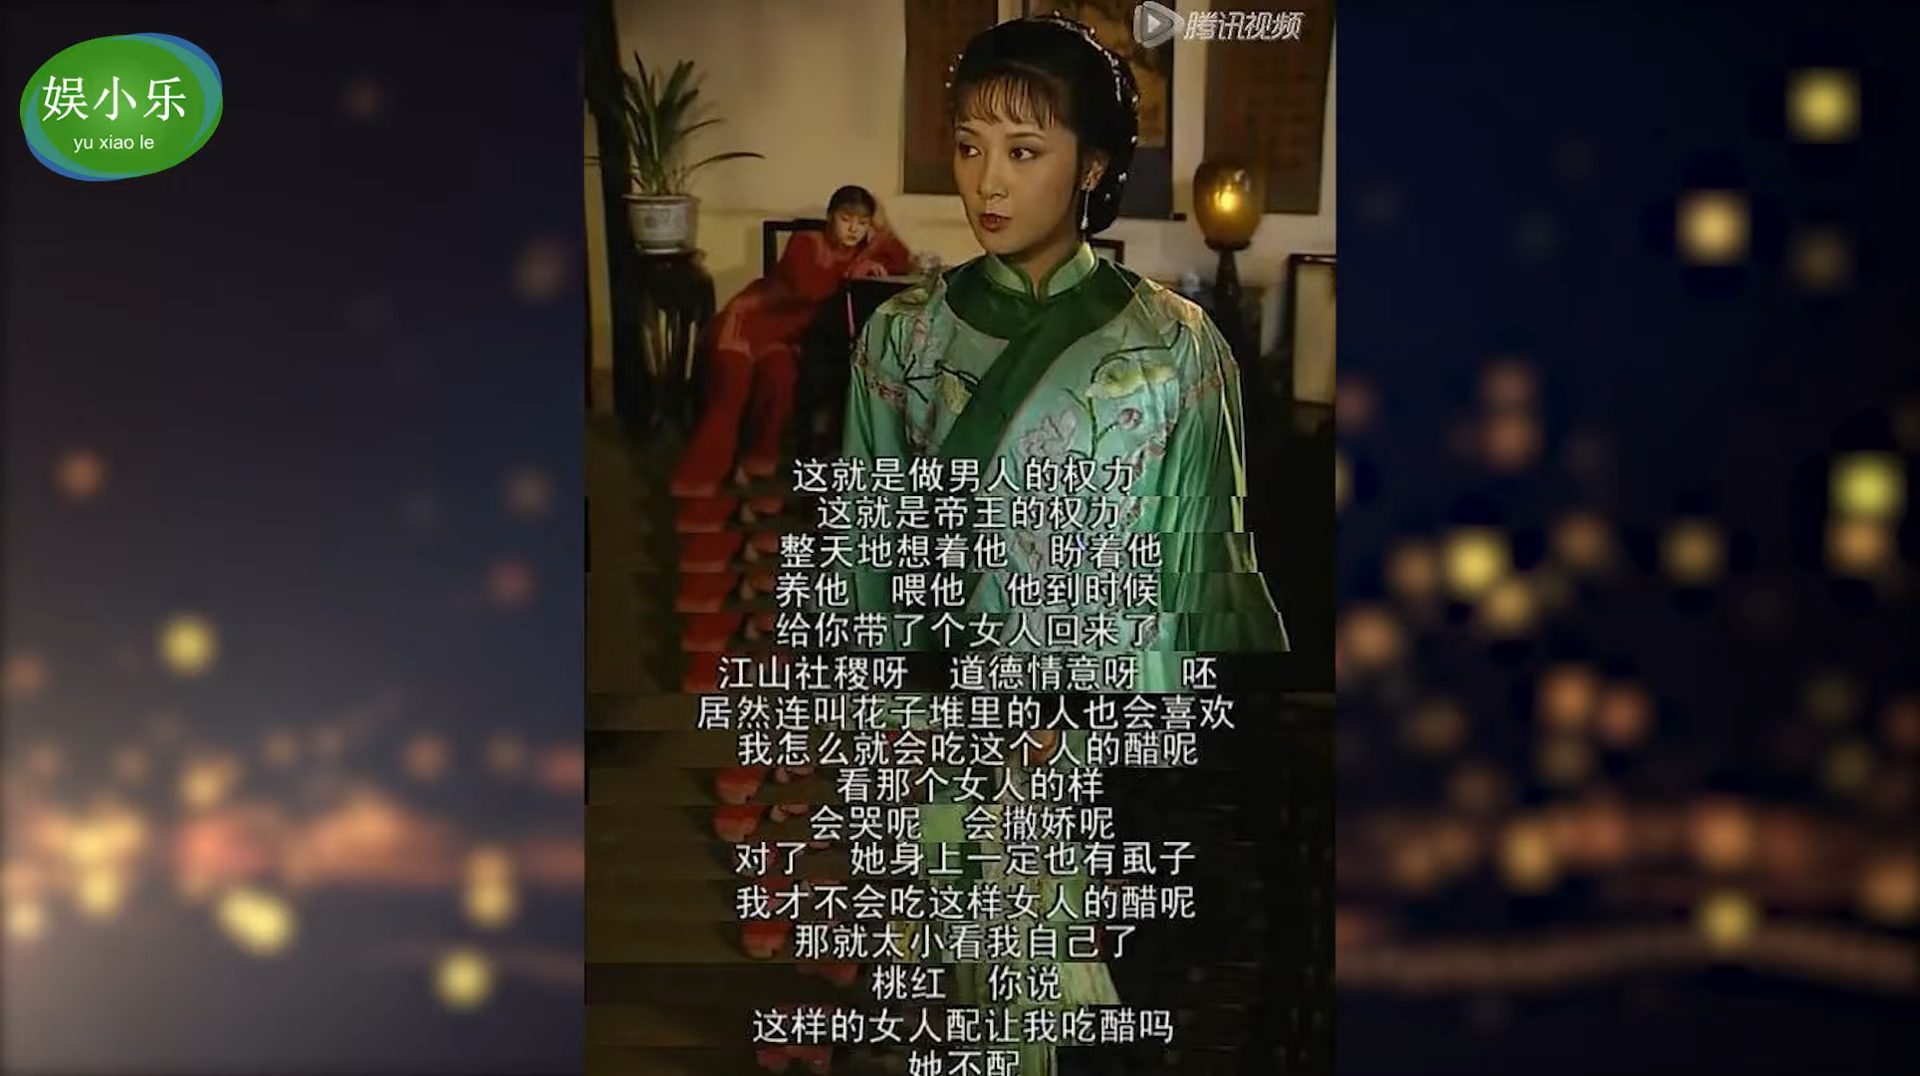 娱小乐
yu xiao le
腾讯视频
这就是做男人的权力
这就是帝王的权力
整天地想着他 盼着他
养他 喂他 他到时候
给你带了个女人回来了
江山社稷呀 道德情意呀 呸
居然连叫花子堆里的人也会喜欢
我怎么就会吃这个人的醋呢
看那个女人的样
会哭呢 会撒娇呢
对了 她身上一定也有虱子
我才不会吃这样女人的醋呢
那就太小看我自己了
桃红 你说
这样的女人配让我吃醋吗
她不配